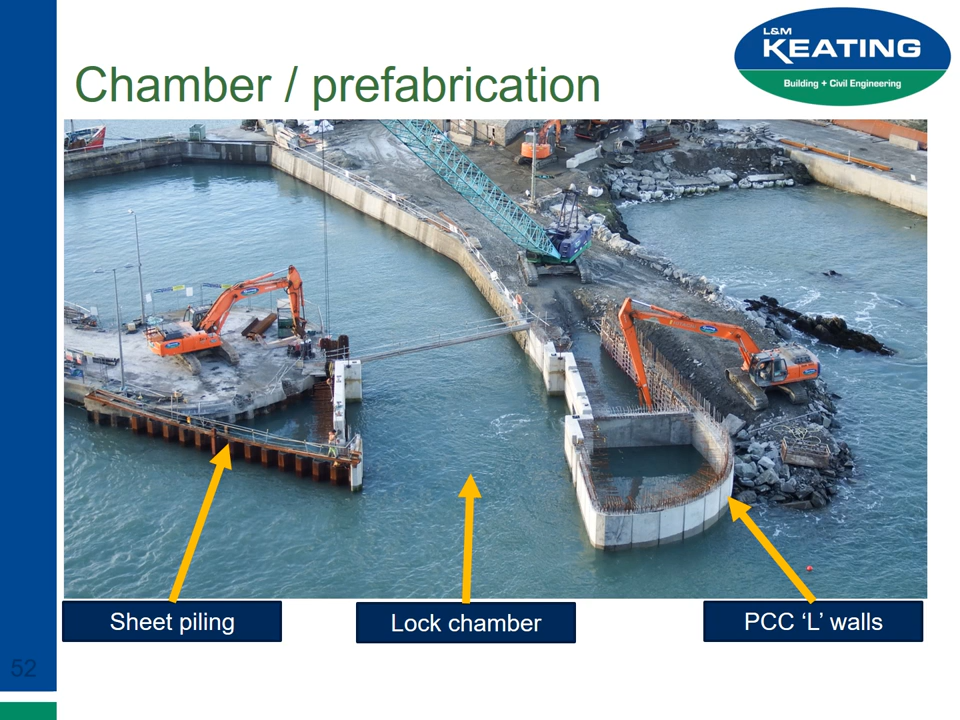 L&M
KEATING
Building + Civil Engineering
Chamber / prefabrication
Sheet piling
Lock chamber
PCC ‘L’ walls
52